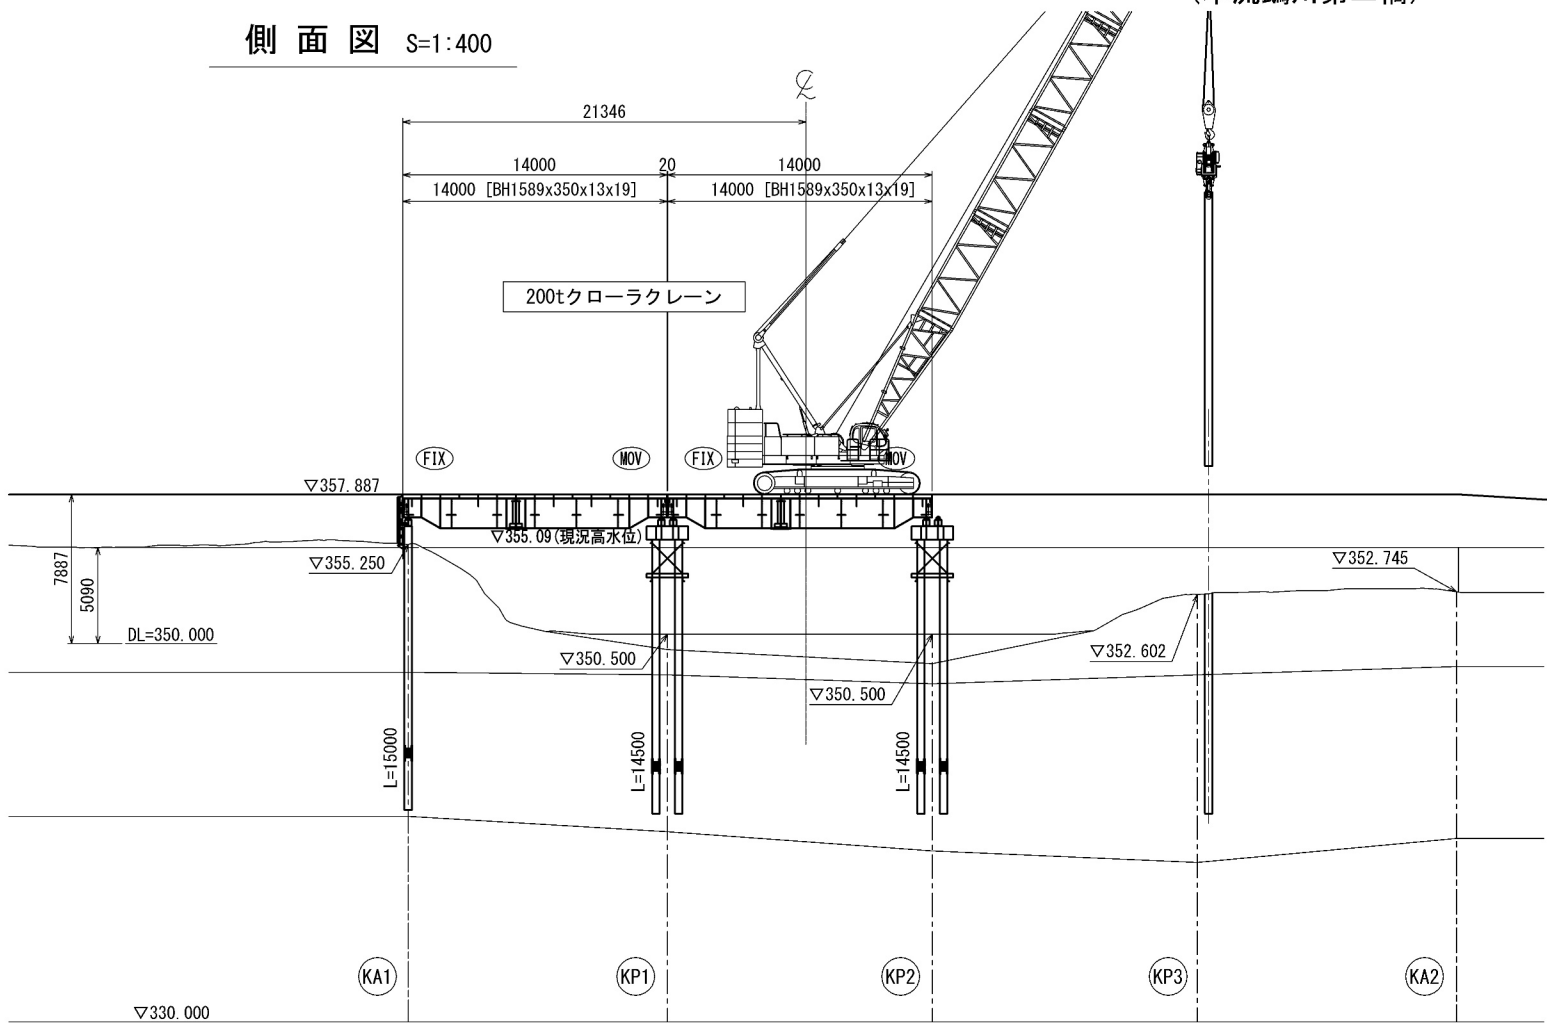 側面図 S=1:400
℄
21346
14000 20 14000
14000 [BH1589x350x13x19] 14000 [BH1589x350x13x19]
200tクローラクレーン
FIX MOV FIX MOV
▽357.887
▽355.09(現況高水位)
▽355.250
▽352.745
7887
5090
DL=350.000
▽350.500
▽352.602
▽350.500
L=15000
L=14500
L=14500
KA1 KP1 KP2 KP3 KA2
▽330.000